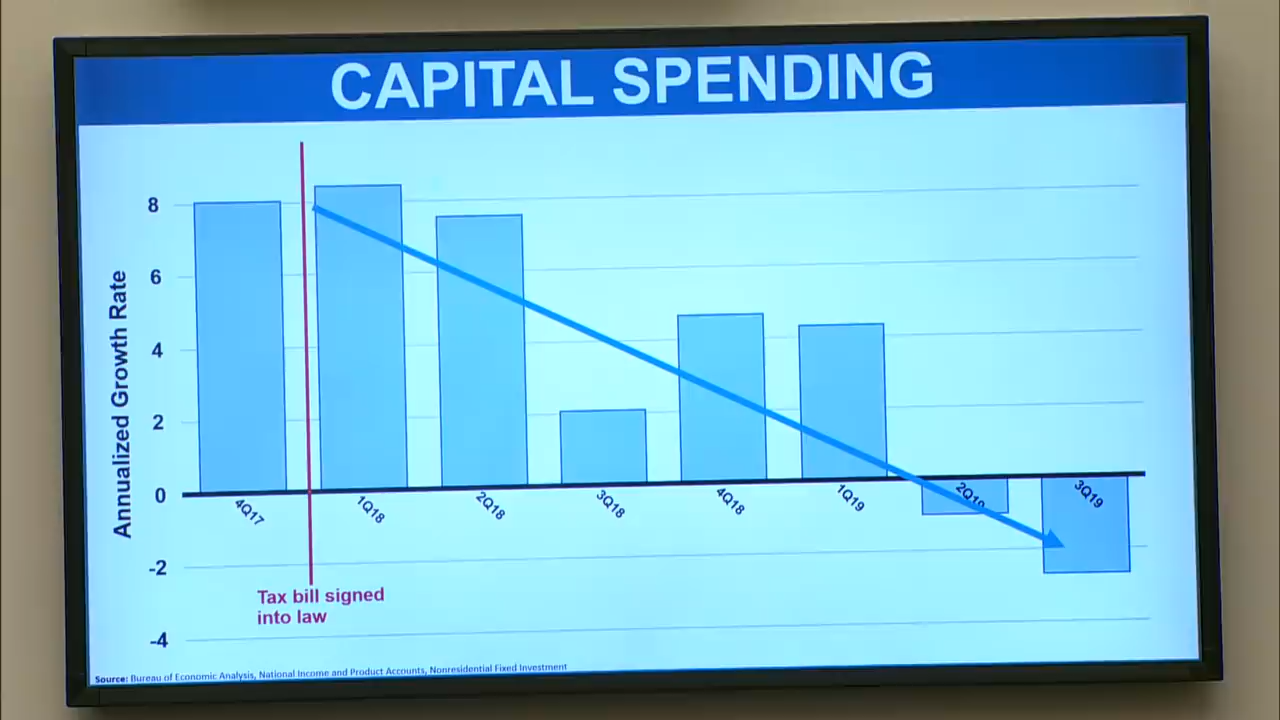 CAPITAL SPENDING
Annualized Growth Rate
8
6
4
2
0
-2
-4
4Q17
1Q18
2Q18
3Q18
4Q18
1Q19
2Q19
3Q19
Tax bill signed
into law
Source: Bureau of Economic Analysis, National Income and Product Accounts, Nonresidential Fixed Investment